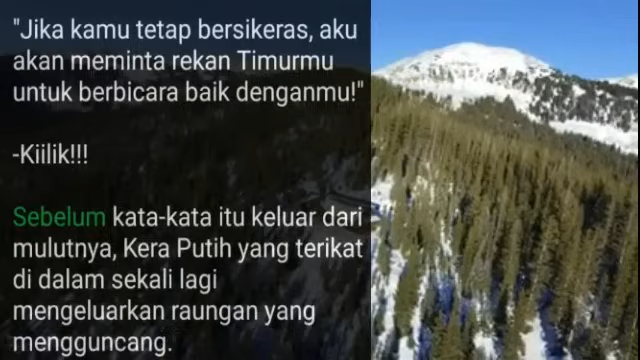 "Jika kamu tetap bersikeras, aku
akan meminta rekan Timurmu
untuk berbicara baik denganmu!"
-Kiilik!!!
Sebelum kata-kata itu keluar dari
mulutnya, Kera Putih yang terikat
di dalam sekali lagi
mengeluarkan raungan yang
mengguncang.